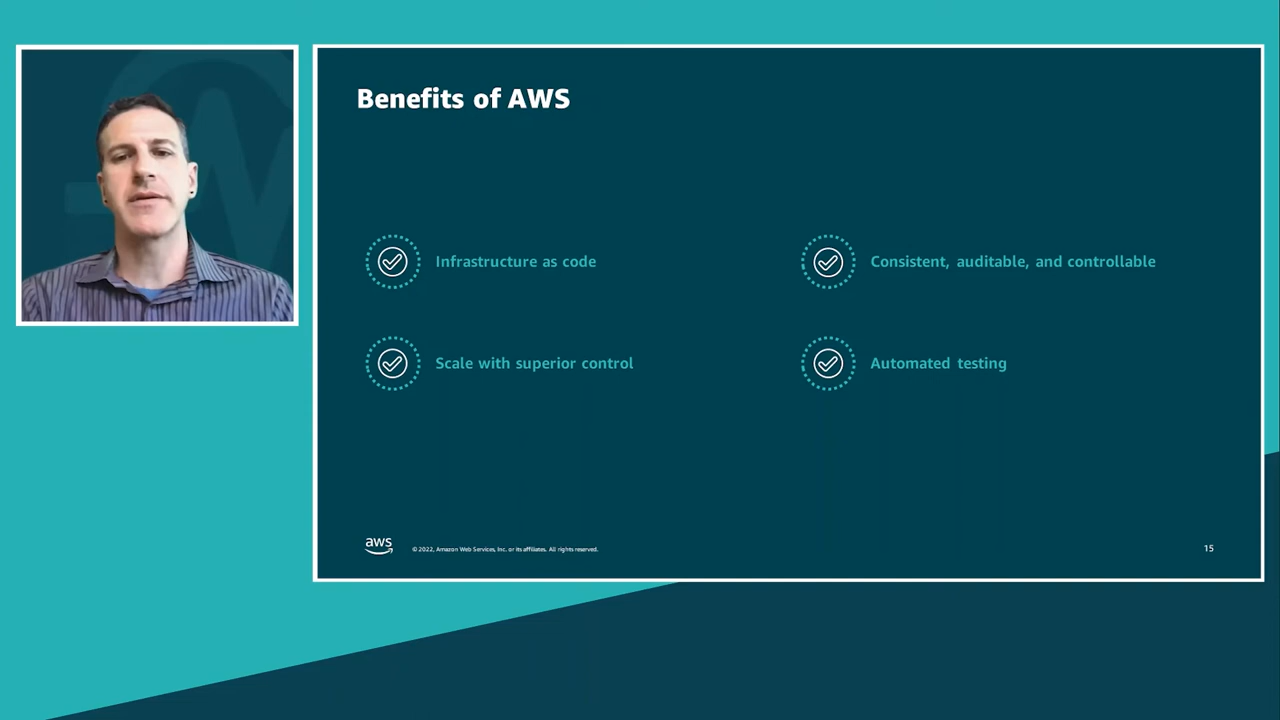 Benefits of AWS
Infrastructure as code
Consistent, auditable, and controllable
Scale with superior control
Automated testing
aws
© 2022, Amazon Web Services, Inc. or its affiliates. All rights reserved.
15